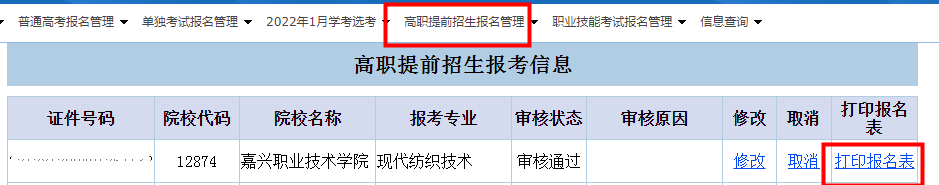 普通高考报名管理 单独考试报名管理 2022年1月学考选考 高职提前招生报名管理 职业技能考试报名管理 信息查询
高职提前招生报考信息
证件号码 院校代码 院校名称 报考专业 审核状态 审核原因 修改 取消 打印报名
表
12874 嘉兴职业技术学院 现代纺织技术 审核通过 修改 取消 打印报名表